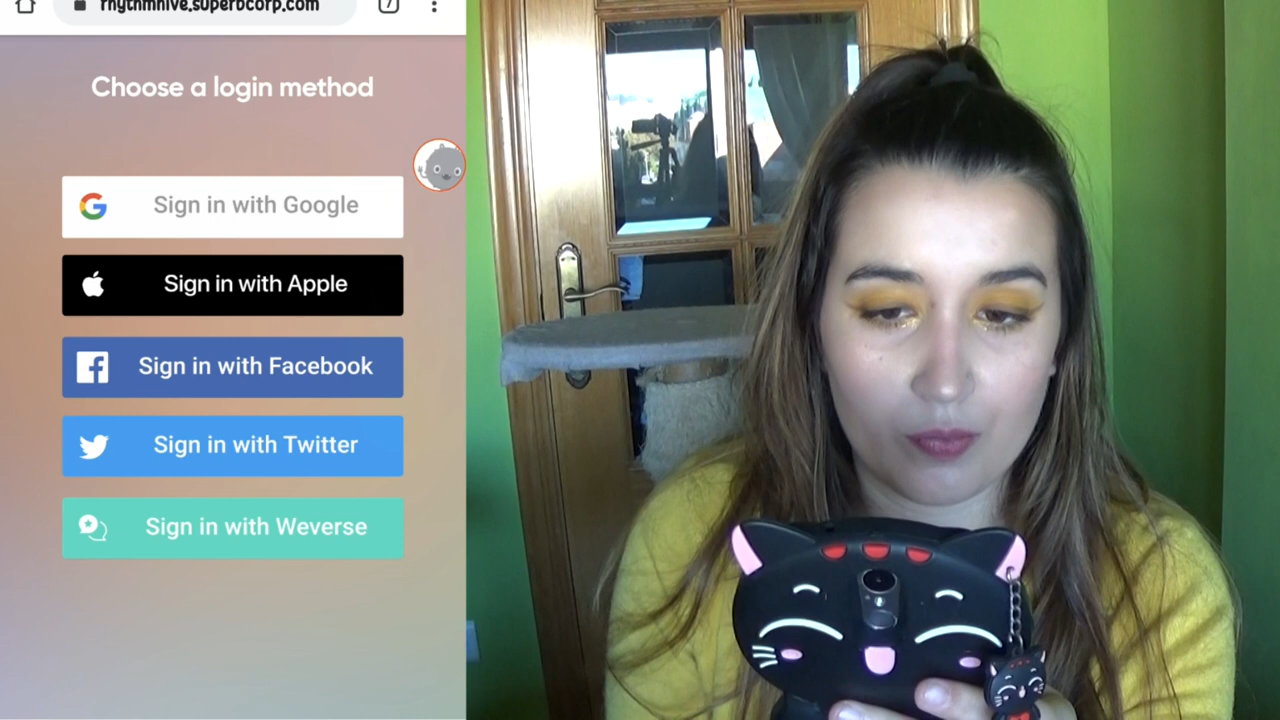 rhythmhive.superbcorp.com
7
Choose a login method
Sign in with Google
Sign in with Apple
Sign in with Facebook
Sign in with Twitter
Sign in with Weverse